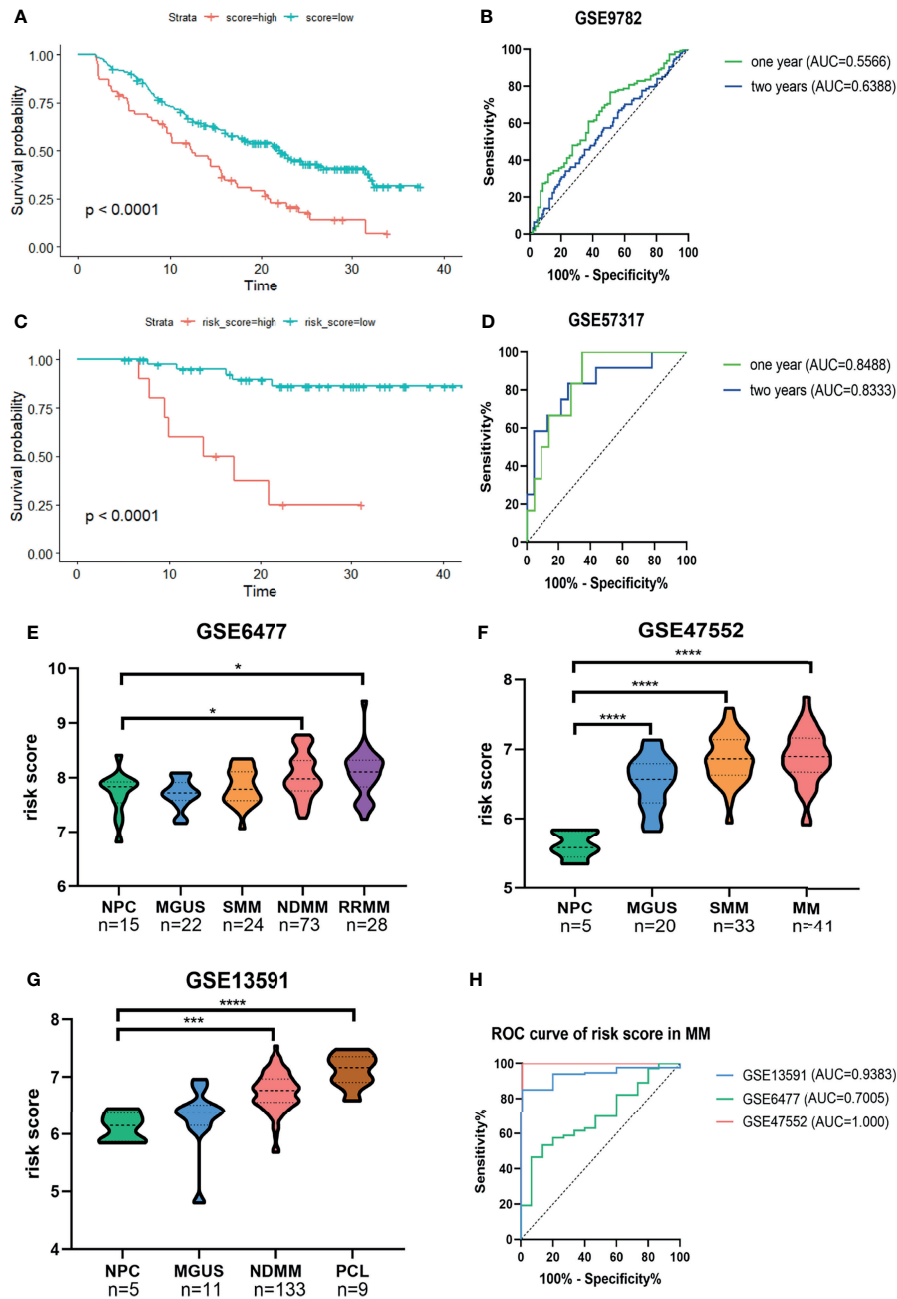 A
Strata score=high score=low
Survival probability
1.00
0.75
0.50
0.25
0.00
p < 0.0001
0 10 20 30 40
Time
B
GSE9782
Sensitivity%
100
80
60
40
20
0
0 20 40 60 80 100
100% - Specificity%
one year (AUC=0.5566)
two years (AUC=0.6388)
C
Strata risk_score=high risk_score=low
Survival probability
1.00
0.75
0.50
0.25
0.00
p < 0.0001
0 10 20 30 40
Time
D
GSE57317
Sensitivity%
100
80
60
40
20
0
0 20 40 60 80 100
100% - Specificity%
one year (AUC=0.8488)
two years (AUC=0.8333)
E
GSE6477
risk score
10
9
8
7
6
*
*
NPC MGUS SMM NDMM RRMM
n=15 n=22 n=24 n=73 n=28
F
GSE47552
risk score
8
7
6
5
****
****
****
NPC MGUS SMM MM
n=5 n=20 n=33 n=41
G
GSE13591
risk score
8
7
6
5
4
****
***
NPC MGUS NDMM PCL
n=5 n=11 n=133 n=9
H
ROC curve of risk score in MM
Sensitivity%
100
80
60
40
20
0
0 20 40 60 80 100
100% - Specificity%
GSE13591 (AUC=0.9383)
GSE6477 (AUC=0.7005)
GSE47552 (AUC=1.000)